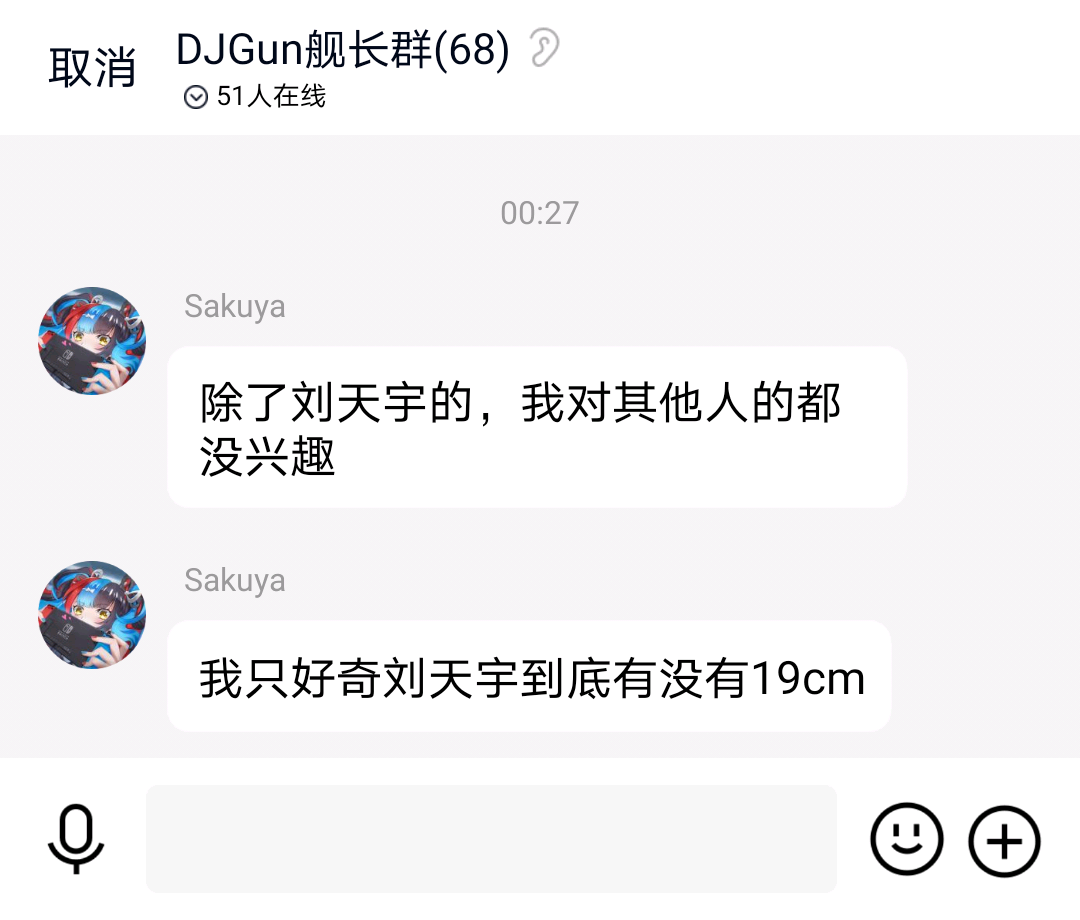 取消
DJGun舰长群(68)
51人在线
00:27
Sakuya
除了刘天宇的，我对其他人的都
没兴趣
Sakuya
我只好奇刘天宇到底有没有19cm